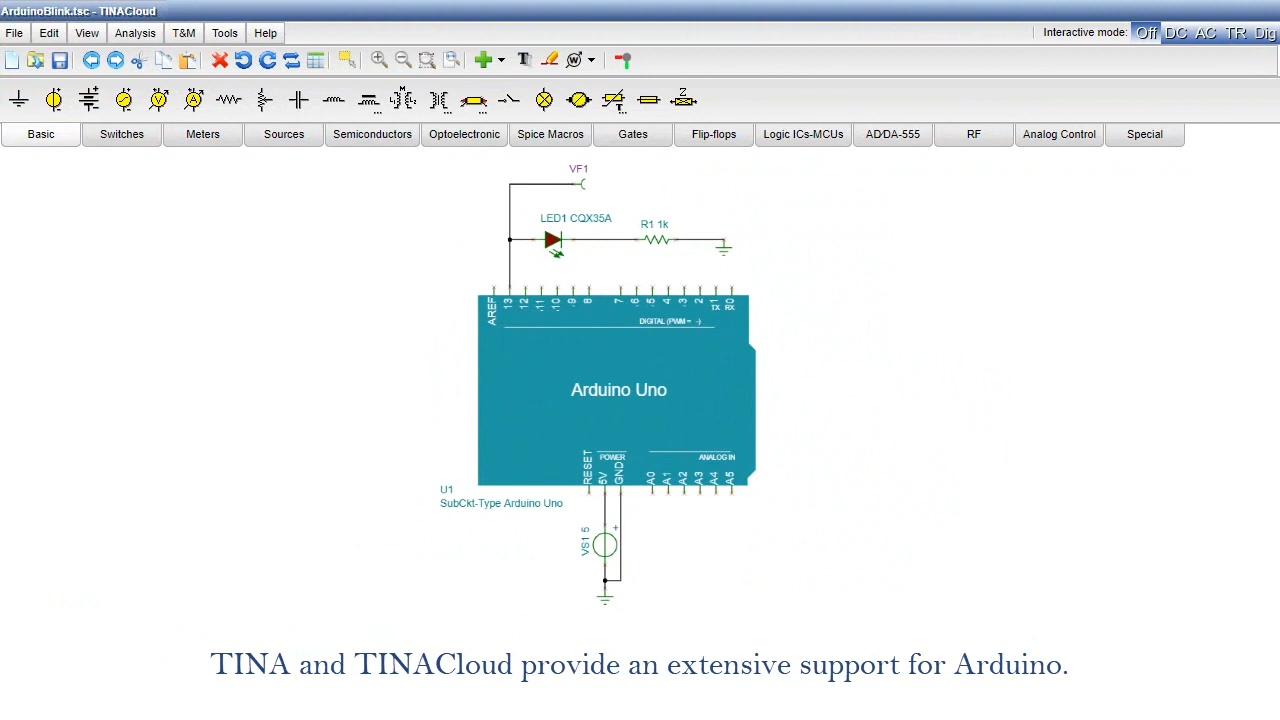 ArduinoBlink.tsc - TINACloud
File Edit View Analysis T&M Tools Help Interactive mode: Off DC AC TR Dig
Basic Switches Meters Sources Semiconductors Optoelectronic Spice Macros Gates Flip-flops Logic ICs-MCUs AD/DA-555 RF Analog Control Special
VF1
LED1 CQX35A
R1 1k
AREF 13 12 11 10 9 8 7 6 5 4 3 2 1 0
TX RX
DIGITAL (PWM = -)
Arduino Uno
POWER ANALOG IN
RESET 5V GND A0 A1 A2 A3 A4 A5
U1
SubCkt-Type Arduino Uno
VS1 5
+
TINA and TINACloud provide an extensive support for Arduino.